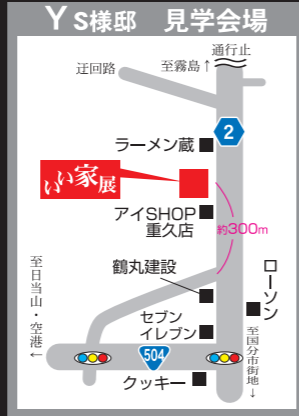 Y S様邸 見学会場
通行止
至霧島↑
迂回路
2
ラーメン蔵
いい家展
アイSHOP
重久店
約300m
鶴丸建設
ローソン
セブン
イレブン
至日当山・空港←
504
至国分市街地→
クッキー